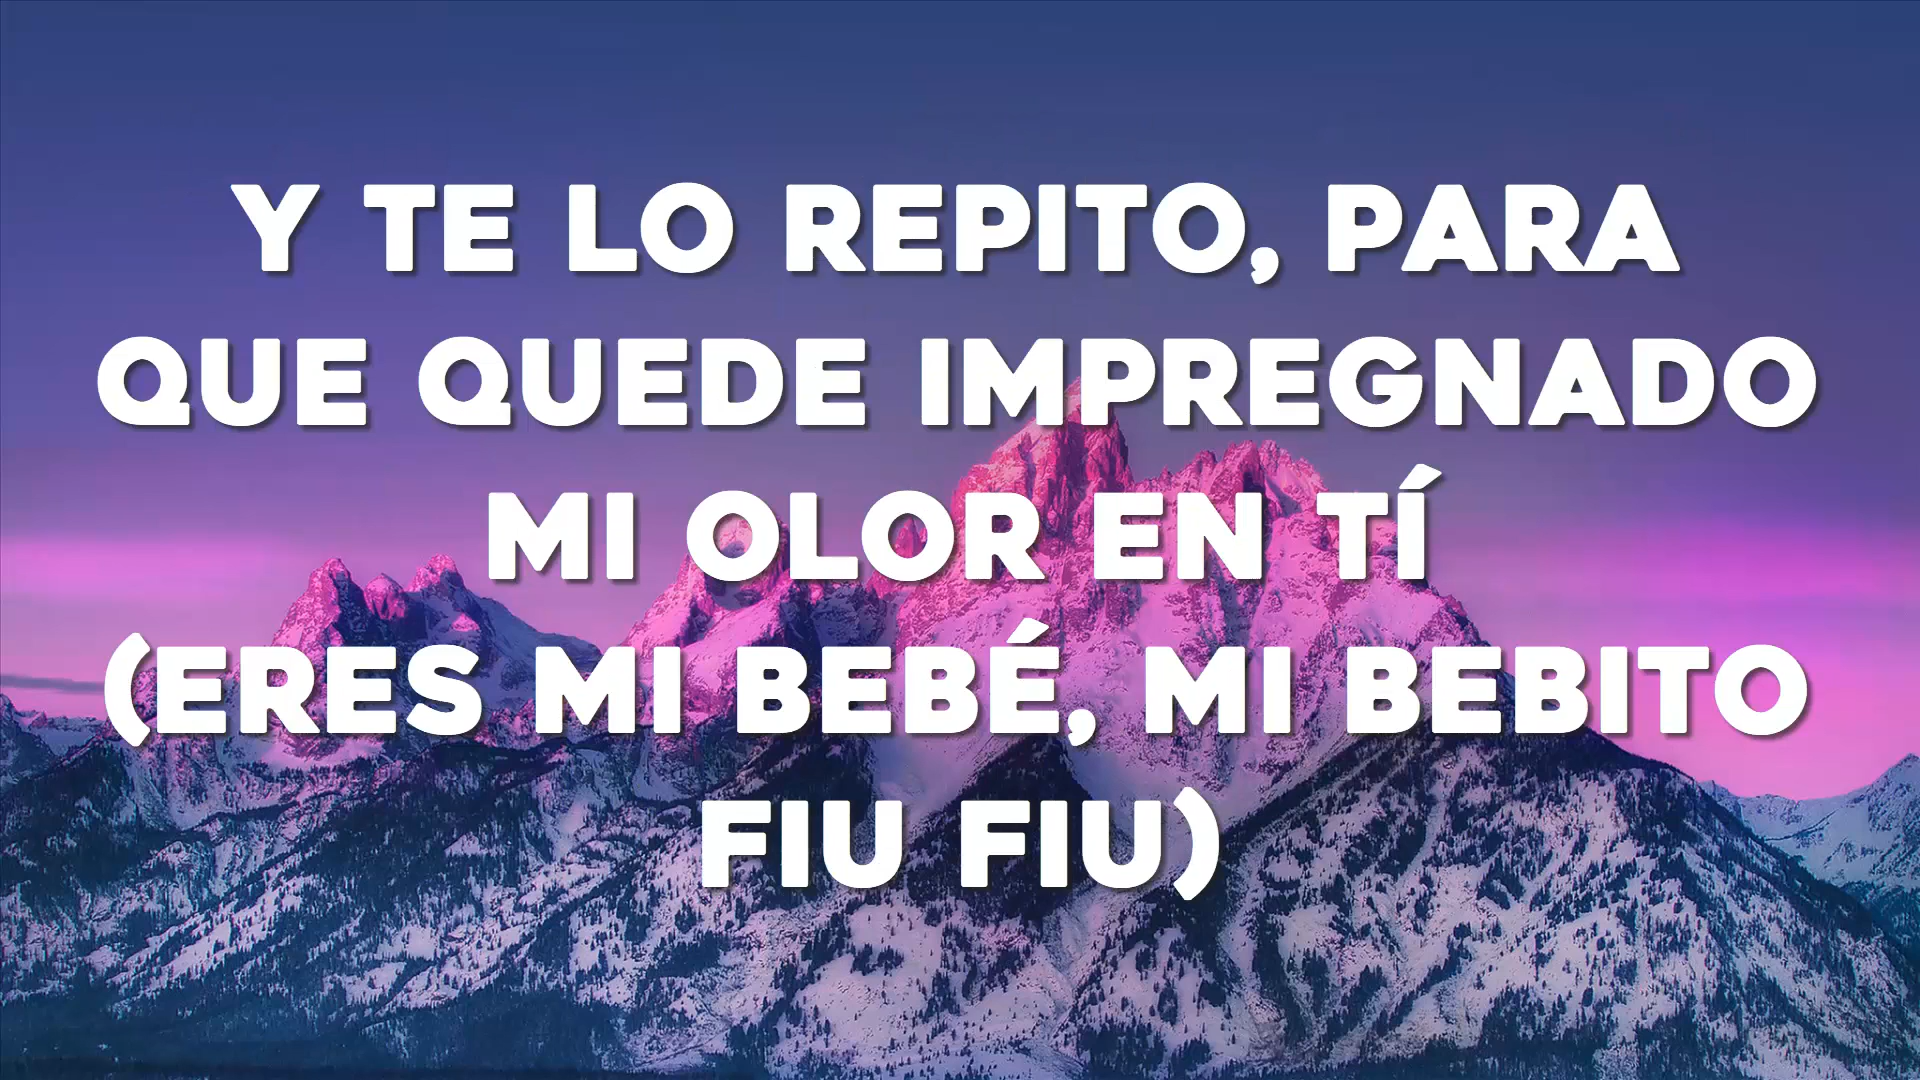 Y TE LO REPITO, PARA
QUE QUEDE IMPREGNADO
MI OLOR EN TÍ
(ERES MI BEBÉ, MI BEBITO
FIU FIU)